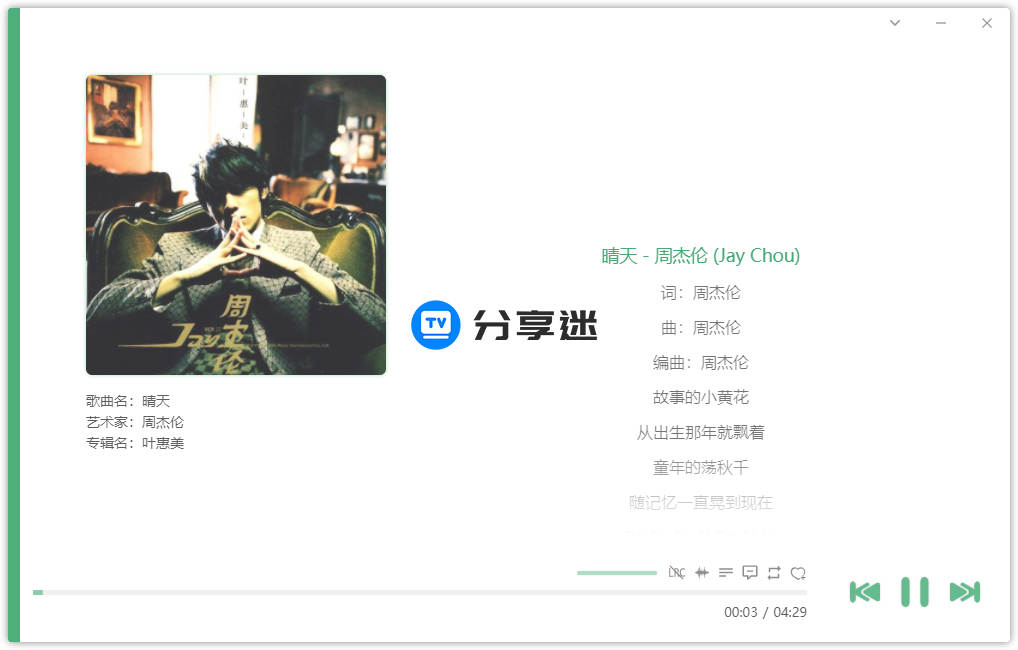 叶惠美
周杰伦
Jay
歌曲名：晴天
艺术家：周杰伦
专辑名：叶惠美
TV 分享迷
晴天 - 周杰伦 (Jay Chou)
词：周杰伦
曲：周杰伦
编曲：周杰伦
故事的小黄花
从出生那年就飘着
童年的荡秋千
随记忆一直晃到现在
LRC
00:03 / 04:29